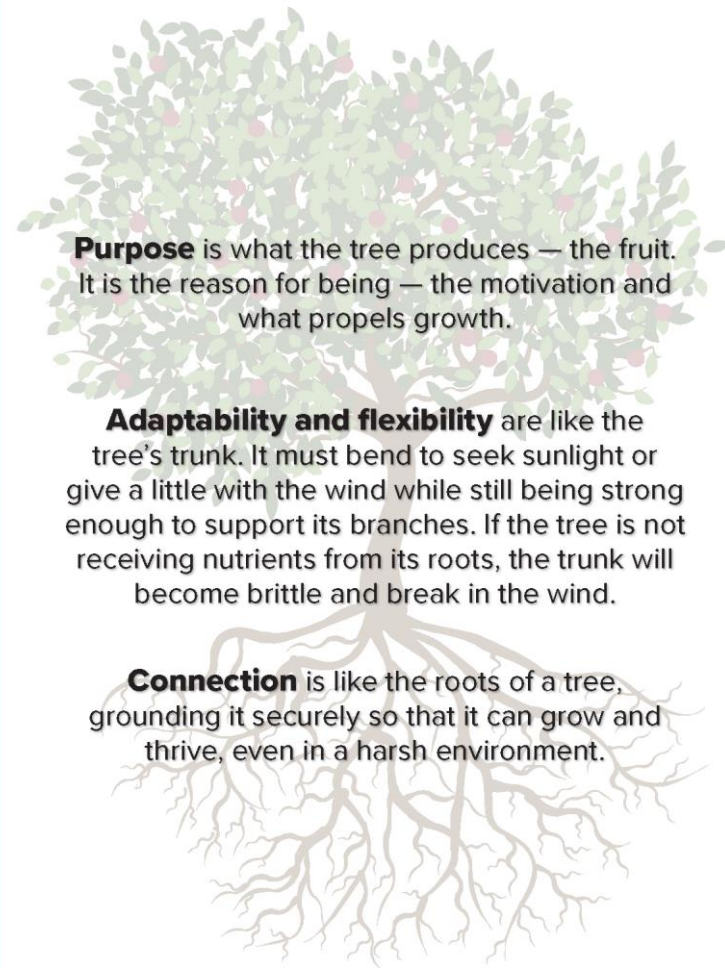 Purpose is what the tree produces — the fruit.
It is the reason for being — the motivation and
what propels growth.
Adaptability and flexibility are like the
tree’s trunk. It must bend to seek sunlight or
give a little with the wind while still being strong
enough to support its branches. If the tree is not
receiving nutrients from its roots, the trunk will
become brittle and break in the wind.
Connection is like the roots of a tree,
grounding it securely so that it can grow and
thrive, even in a harsh environment.